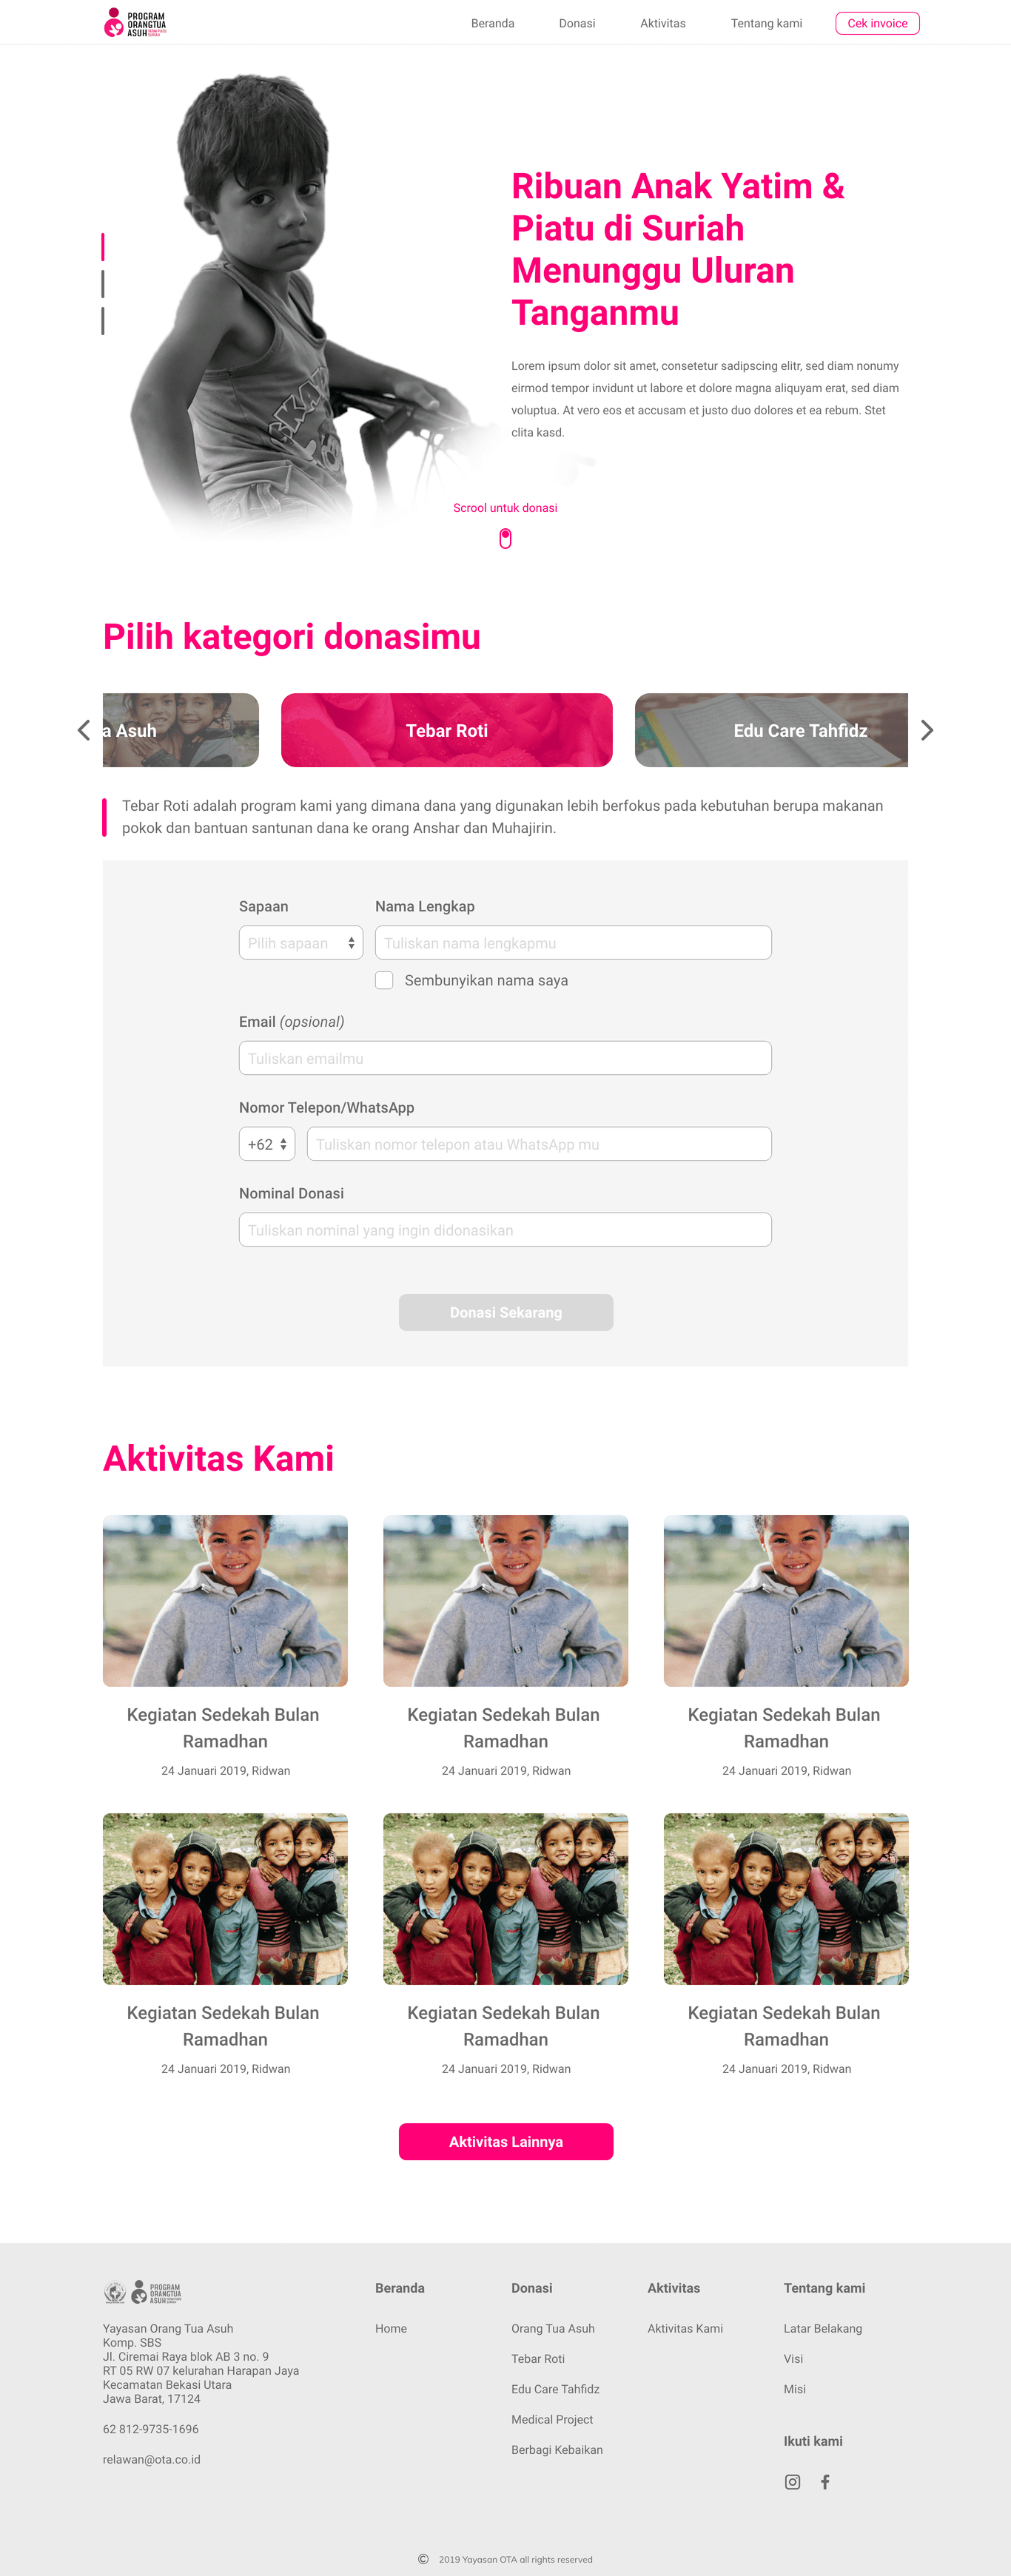 PROGRAM
ORANGTUA
ASUH
Beranda
Donasi
Aktivitas
Tentang kami
Cek invoice
Ribuan Anak Yatim &
Piatu di Suriah
Menunggu Uluran
Tanganmu
Lorem ipsum dolor sit amet, consetetur sadipscing elitr, sed diam nonumy
eirmod tempor invidunt ut labore et dolore magna aliquyam erat, sed diam
voluptua. At vero eos et accusam et justo duo dolores et ea rebum. Stet
clita kasd.
Scrool untuk donasi
Pilih kategori donasimu
a Asuh
Tebar Roti
Edu Care Tahfidz
Tebar Roti adalah program kami yang dimana dana yang digunakan lebih berfokus pada kebutuhan berupa makanan
pokok dan bantuan santunan dana ke orang Anshar dan Muhajirin.
Sapaan
Nama Lengkap
Pilih sapaan
Tuliskan nama lengkapmu
Sembunyikan nama saya
Email (opsional)
Tuliskan emailmu
Nomor Telepon/WhatsApp
+62
Tuliskan nomor telepon atau WhatsApp mu
Nominal Donasi
Tuliskan nominal yang ingin didonasikan
Donasi Sekarang
Aktivitas Kami
Kegiatan Sedekah Bulan
Ramadhan
24 Januari 2019, Ridwan
Kegiatan Sedekah Bulan
Ramadhan
24 Januari 2019, Ridwan
Kegiatan Sedekah Bulan
Ramadhan
24 Januari 2019, Ridwan
Kegiatan Sedekah Bulan
Ramadhan
24 Januari 2019, Ridwan
Kegiatan Sedekah Bulan
Ramadhan
24 Januari 2019, Ridwan
Kegiatan Sedekah Bulan
Ramadhan
24 Januari 2019, Ridwan
Aktivitas Lainnya
PROGRAM
ORANGTUA
ASUH
Yayasan Orang Tua Asuh
Komp. SBS
Jl. Ciremai Raya blok AB 3 no. 9
RT 05 RW 07 kelurahan Harapan Jaya
Kecamatan Bekasi Utara
Jawa Barat, 17124
62 812-9735-1696
relawan@ota.co.id
Beranda
Home
Donasi
Orang Tua Asuh
Tebar Roti
Edu Care Tahfidz
Medical Project
Berbagi Kebaikan
Aktivitas
Aktivitas Kami
Tentang kami
Latar Belakang
Visi
Misi
Ikuti kami
© 2019 Yayasan OTA all rights reserved